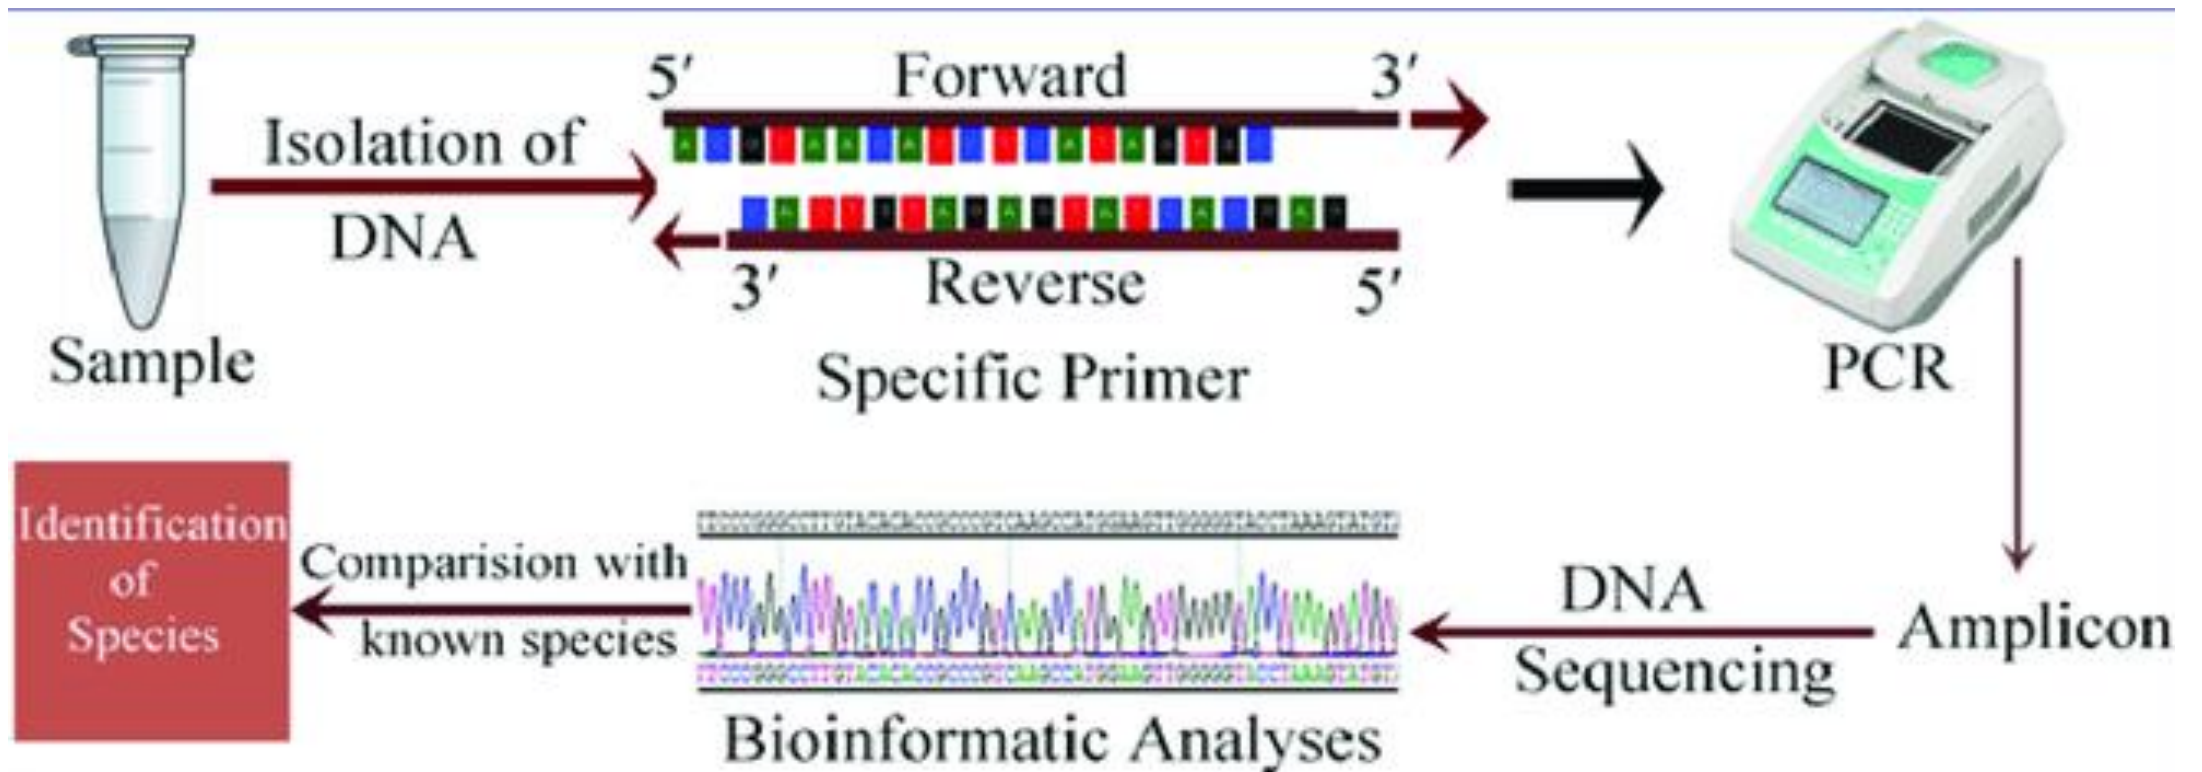 5′ Forward 3′
Isolation of
DNA
3′ Reverse 5′
Sample
Specific Primer
PCR
Amplicon
DNA
Sequencing
Bioinformatic Analyses
Comparision with
known species
Identification
of
Species